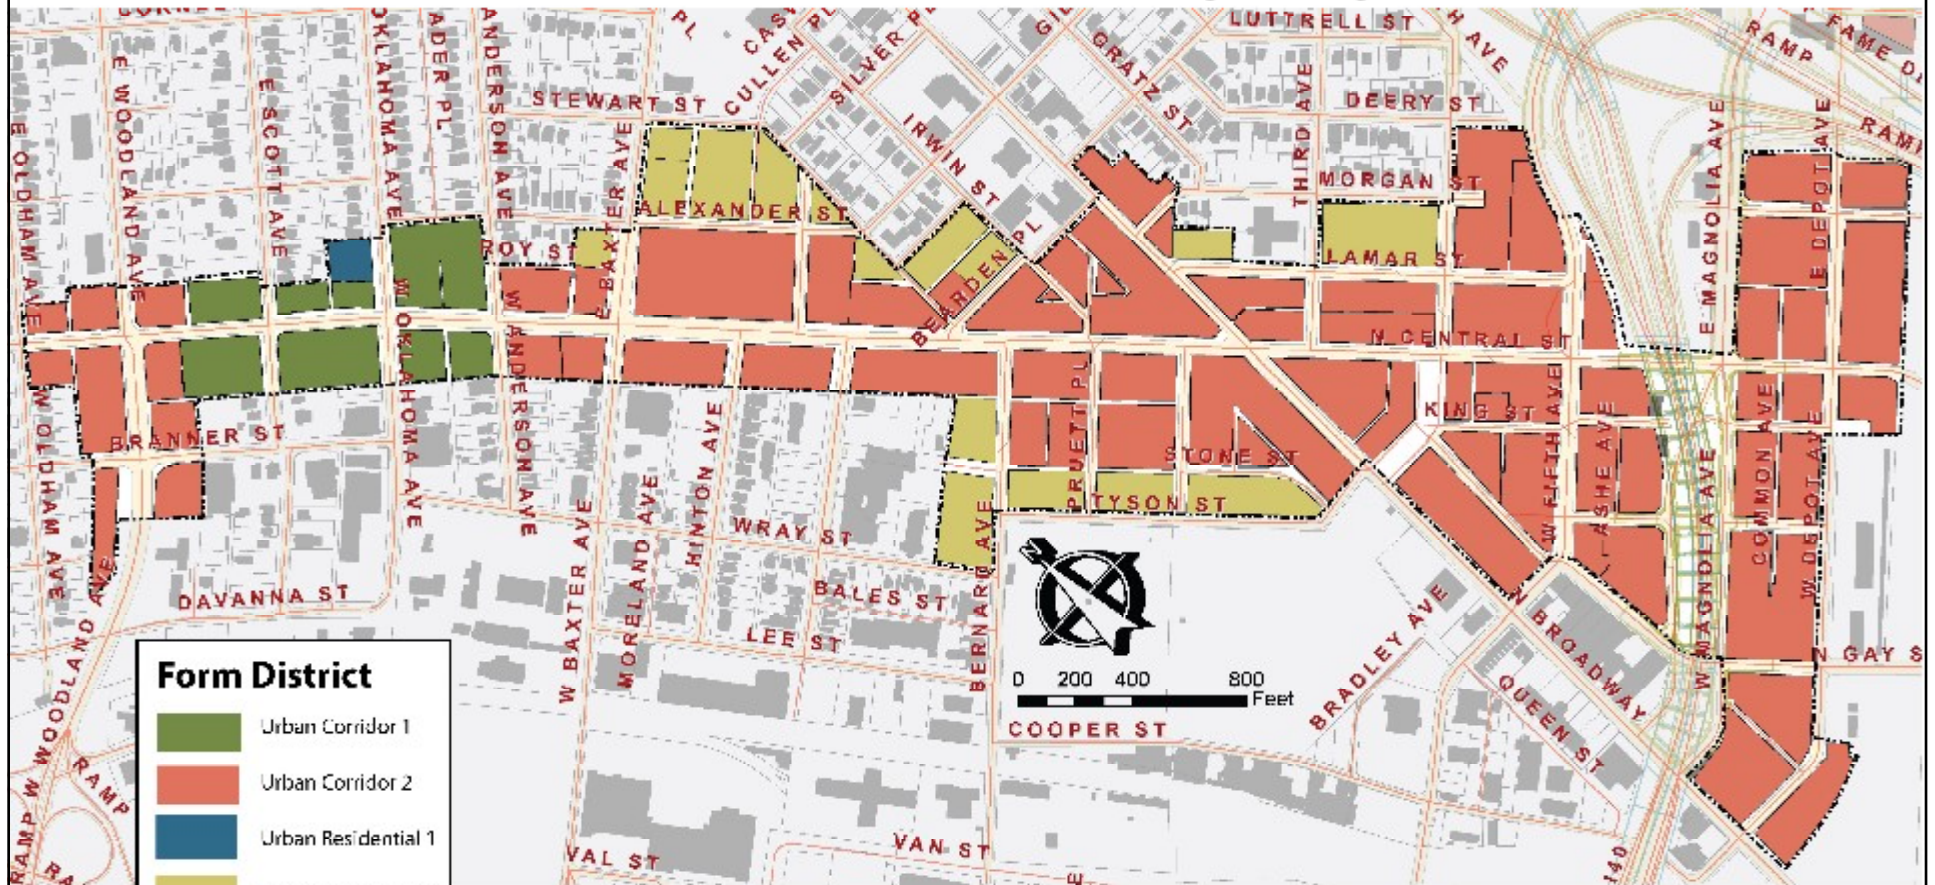 LUTTRELL ST
RAMP
STEWART ST
CULLEN PL
SILVER
GRATZ ST
H AVE
DEERY ST
E WOODLAND AVE
E SCOTT AVE
OKLAHOMA AVE
ADER PL
ANDERSON AVE
E OLDHAM AVE
E BAXTER AVE
IRWIN ST
THIRD AVE
MORGAN ST
E MAGNOLIA AVE
E DEPOT AVE
ALEXANDER ST
ROY ST
BEARDEN PL
LAMAR ST
N CENTRAL ST
W OKLAHOMA AVE
W ANDERSON AVE
W OLDHAM AVE
BRANNER ST
HINTON AVE
MORELAND AVE
W BAXTER AVE
WRAY ST
BALES ST
LEE ST
DAVANNA ST
BERNARD AVE
PRUETT PL
STONE ST
TYSON ST
KING ST
W FIFTH AVE
ASHE AVE
W MAGNOLIA AVE
COMMON AVE
W DEPOT AVE
N GAY S
N BROADWAY
BRADLEY AVE
QUEEN ST
COOPER ST
VAN ST
VAL ST
W WOODLAND AVE
RAMP
RAMP
N
0 200 400 800
Feet
Form District
Urban Corridor 1
Urban Corridor 2
Urban Residential 1